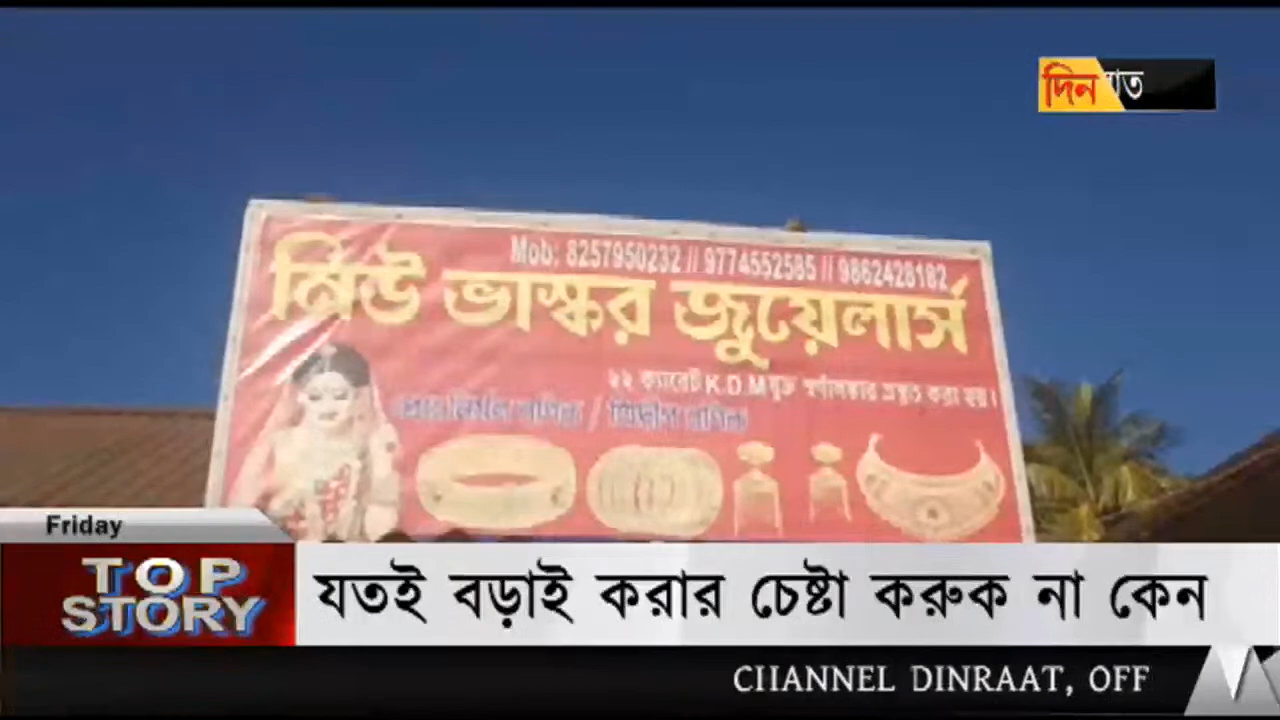 দিন রাত
Mob: 8257950232 // 9774552585 // 9862428182
নিউ ভাস্কর জুয়েলার্স
২২ ক্যারেট K.D.M যুক্ত স্বর্ণালঙ্কার প্রস্তুত করা হয়।
Friday
TOP STORY
যতই বড়াই করার চেষ্টা করুক না কেন
CHANNEL DINRAAT, OFF